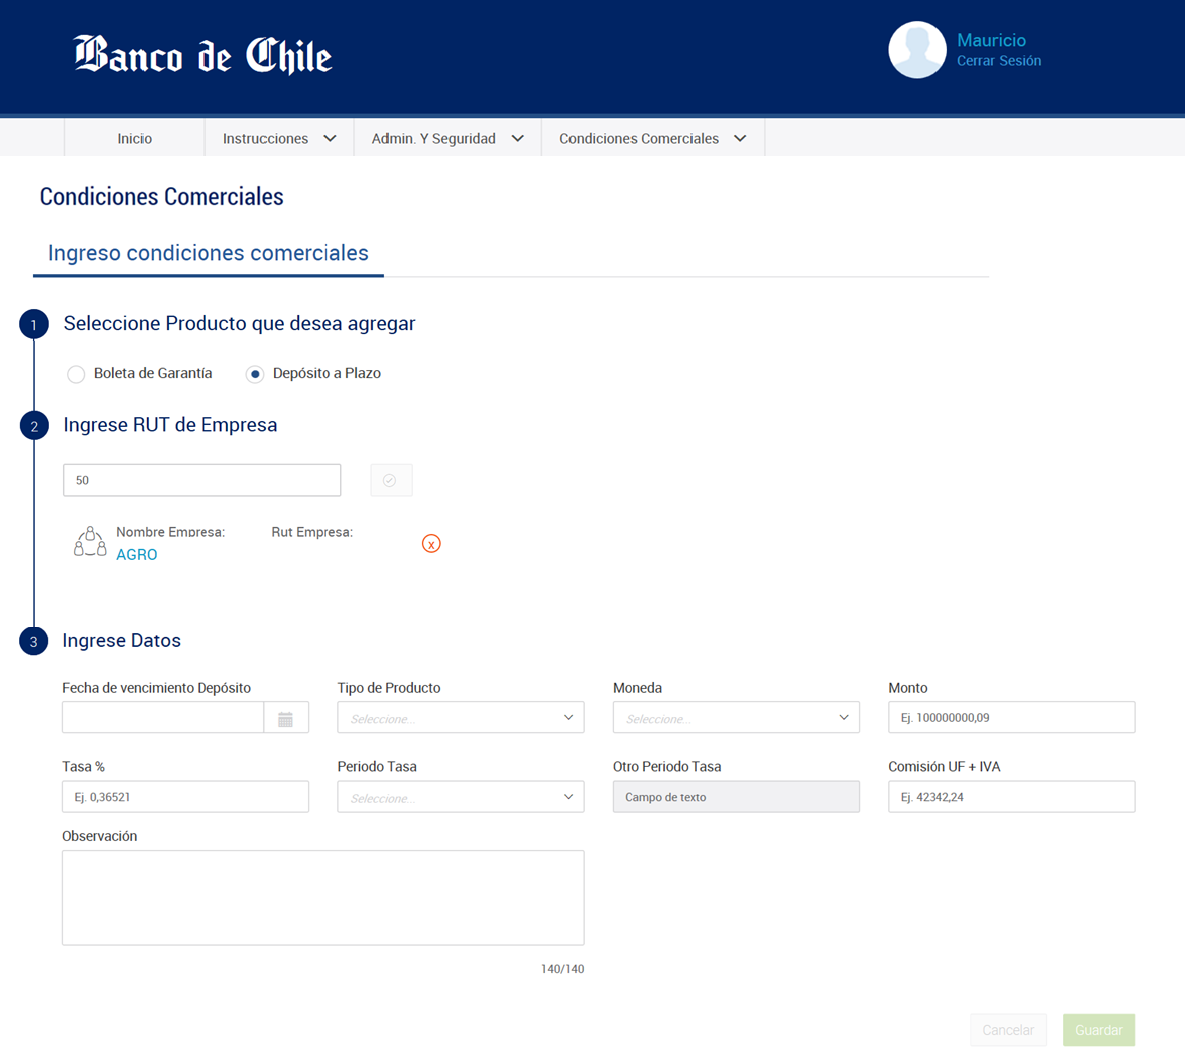 Banco de Chile
Mauricio
Cerrar Sesión
Inicio
Instrucciones
Admin. Y Seguridad
Condiciones Comerciales
Condiciones Comerciales
Ingreso condiciones comerciales
1 Seleccione Producto que desea agregar
Boleta de Garantía
Depósito a Plazo
2 Ingrese RUT de Empresa
50
Nombre Empresa: Rut Empresa:
AGRO
x
3 Ingrese Datos
Fecha de vencimiento Depósito Tipo de Producto Moneda Monto
Seleccione... Seleccione... Ej. 100000000,09
Tasa % Periodo Tasa Otro Periodo Tasa Comisión UF + IVA
Ej. 0,36521 Seleccione... Campo de texto Ej. 42342,24
Observación
140/140
Cancelar Guardar